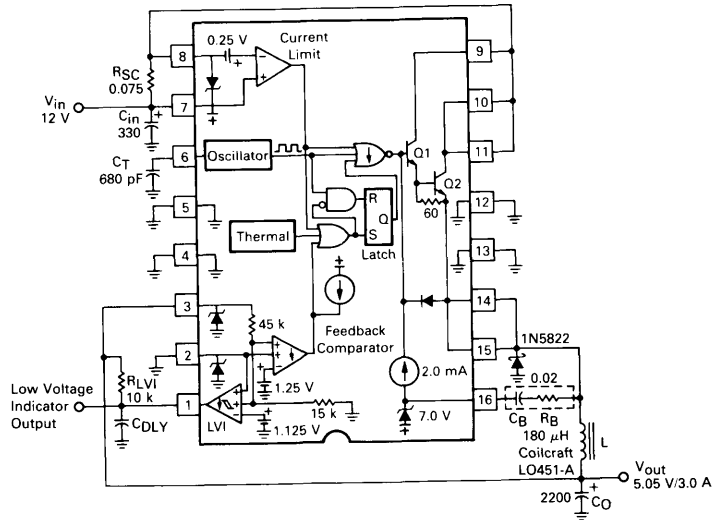 8
0.25 V
+
Current
Limit
−
+
+
9
RSC
0.075
Vin
12 V
7
Cin
330
+
10
CT
680 pF
6
Oscillator
11
Q1
Q2
60
12
5
R
Q
S
Latch
Thermal
13
4
+
14
3
45 k
Feedback
Comparator
1N5822
15
2
+
+
−
1.25 V
2.0 mA
0.02
16
CB
RB
RLVI
10 k
Low Voltage
Indicator
Output
1
CDLY
LVI
+
+
−
15 k
1.125 V
7.0 V
+
180 µH
Coilcraft
LO451-A
L
Vout
5.05 V/3.0 A
2200
+
CO